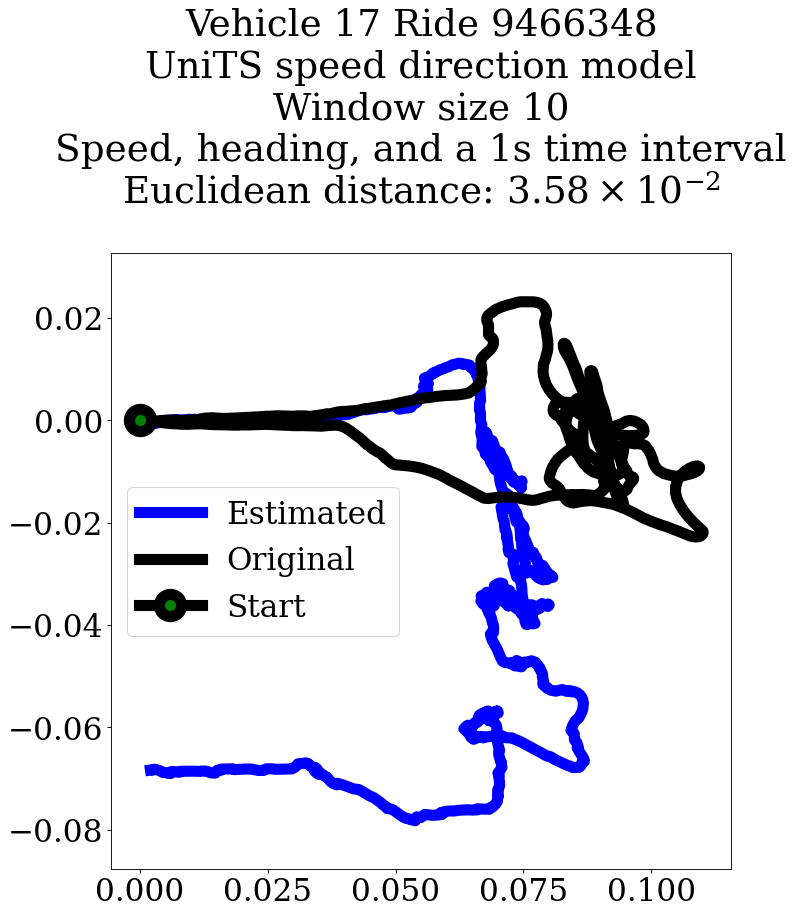 Vehicle 17 Ride 9466348
UniTS speed direction model
Window size 10
Speed, heading, and a 1s time interval
Euclidean distance: 3.58 × 10⁻²
0.02
0.00
−0.02
−0.04
−0.06
−0.08
Estimated
Original
Start
0.000 0.025 0.050 0.075 0.100